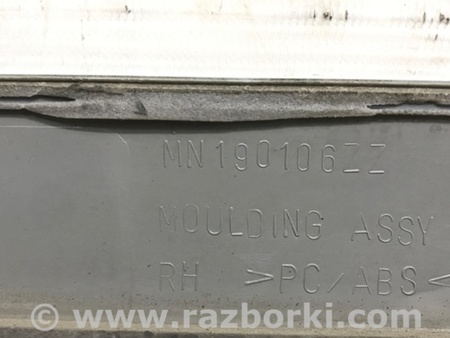 MN190106ZZ
MOULDING ASSY
RH >PC/ABS<
www.razborki.com